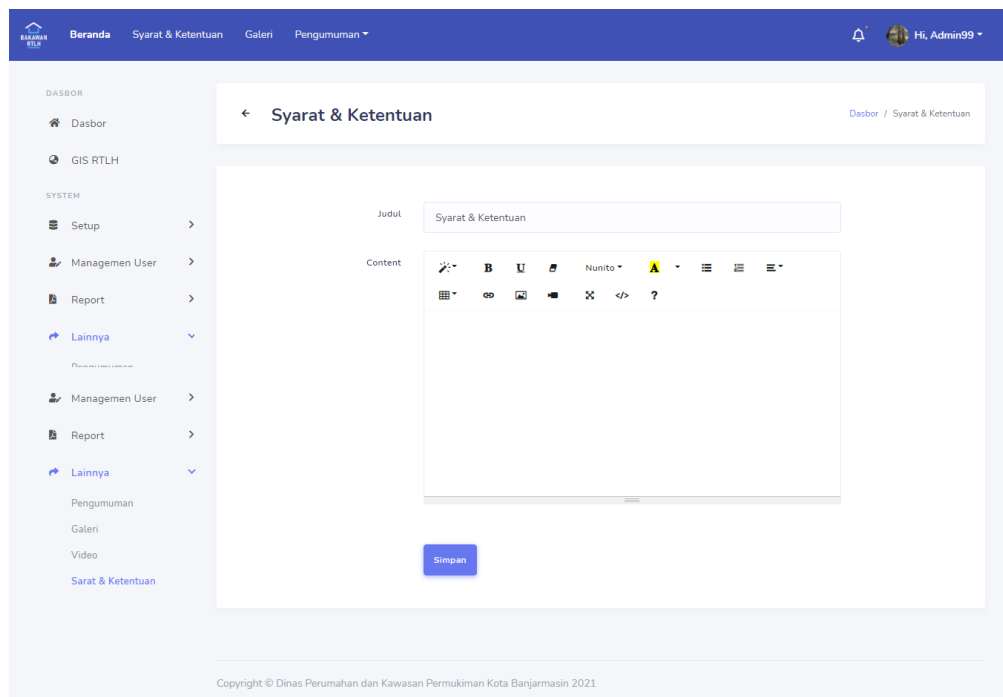 BAKAWAN
RTLH
Beranda
Syarat & Ketentuan
Galeri
Pengumuman
Hi, Admin99
DASBOR
Dasbor
GIS RTLH
SYSTEM
Setup
Managemen User
Report
Lainnya
Pengumuman
Managemen User
Report
Lainnya
Pengumuman
Galeri
Video
Sarat & Ketentuan
Syarat & Ketentuan
Dasbor / Syarat & Ketentuan
Judul
Syarat & Ketentuan
Content
B U Nunito A
</> ?
Simpan
Copyright © Dinas Perumahan dan Kawasan Permukiman Kota Banjarmasin 2021